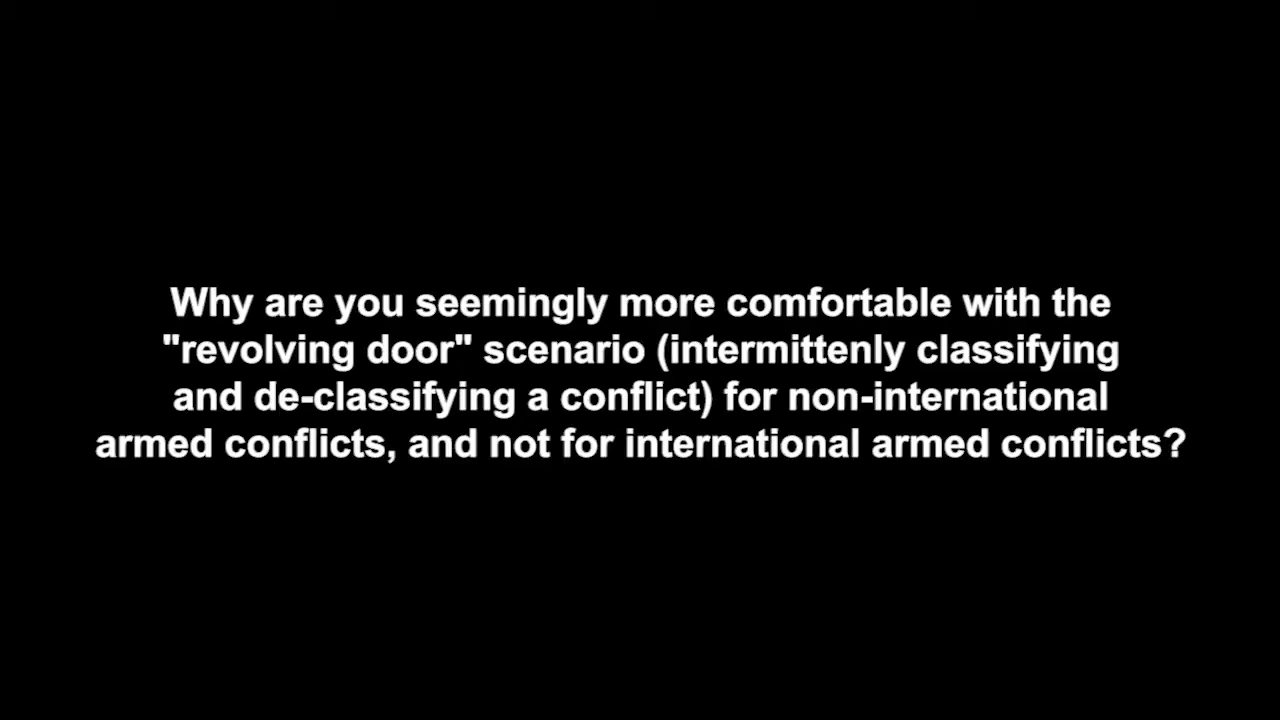 Why are you seemingly more comfortable with the
"revolving door" scenario (intermittenly classifying
and de-classifying a conflict) for non-international
armed conflicts, and not for international armed conflicts?